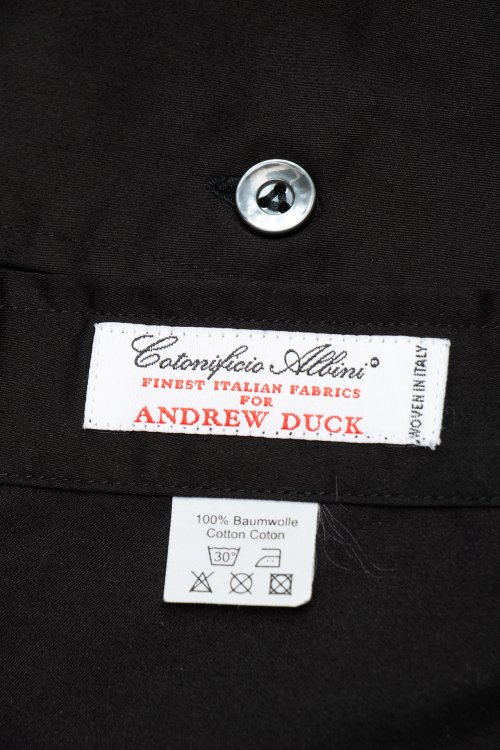 Cotonificio Albini®
FINEST ITALIAN FABRICS
FOR
ANDREW DUCK
WOVEN IN ITALY
100% Baumwolle
Cotton Coton
30°